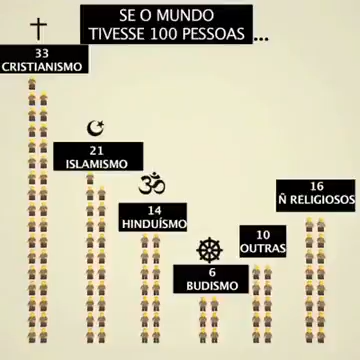 SE O MUNDO
TIVESSE 100 PESSOAS ...
33
CRISTIANISMO
21
ISLAMISMO
14
HINDUÍSMO
6
BUDISMO
10
OUTRAS
16
Ñ RELIGIOSOS